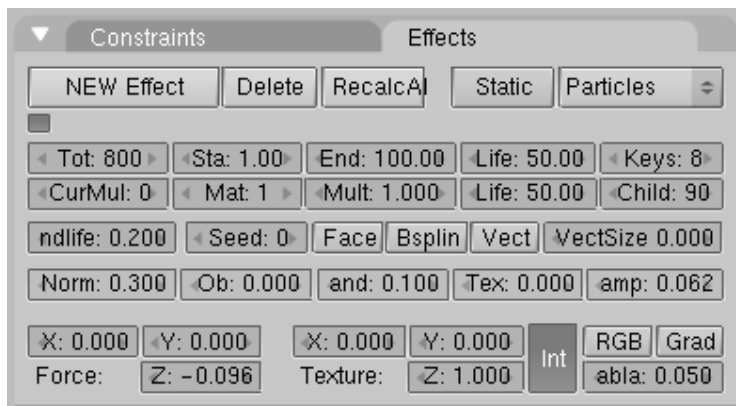 Constraints Effects
NEW Effect Delete RecalcAl Static Particles
Tot: 800 Sta: 1.00 End: 100.00 Life: 50.00 Keys: 8
CurMul: 0 Mat: 1 Mult: 1.000 Life: 50.00 Child: 90
ndlife: 0.200 Seed: 0 Face Bsplin Vect VectSize 0.000
Norm: 0.300 Ob: 0.000 and: 0.100 Tex: 0.000 amp: 0.062
X: 0.000 Y: 0.000 X: 0.000 Y: 0.000 Int RGB Grad
Force: Z: -0.096 Texture: Z: 1.000 abla: 0.050